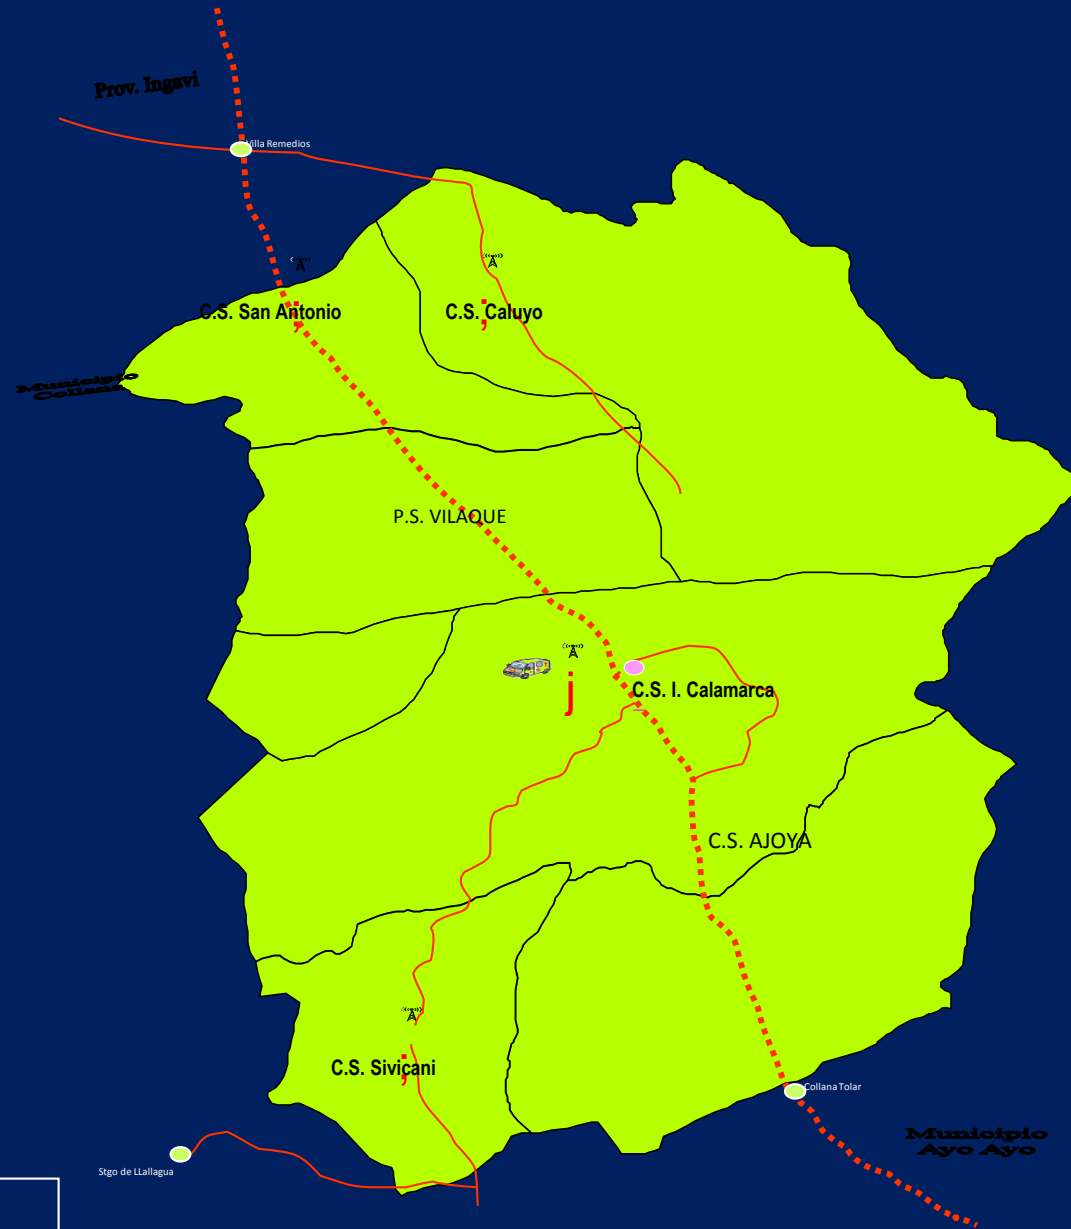 Prov. Ingavi
Villa Remedios
C.S. San Antonio
;
C.S. Caluyo
;
Municipio
Collana
P.S. VILAQUE
j
C.S. I. Calamarca
C.S. AJOYA
C.S. Sivicani
;
Collana Tolar
Municipio
Ayo Ayo
Stgo de LLallagua